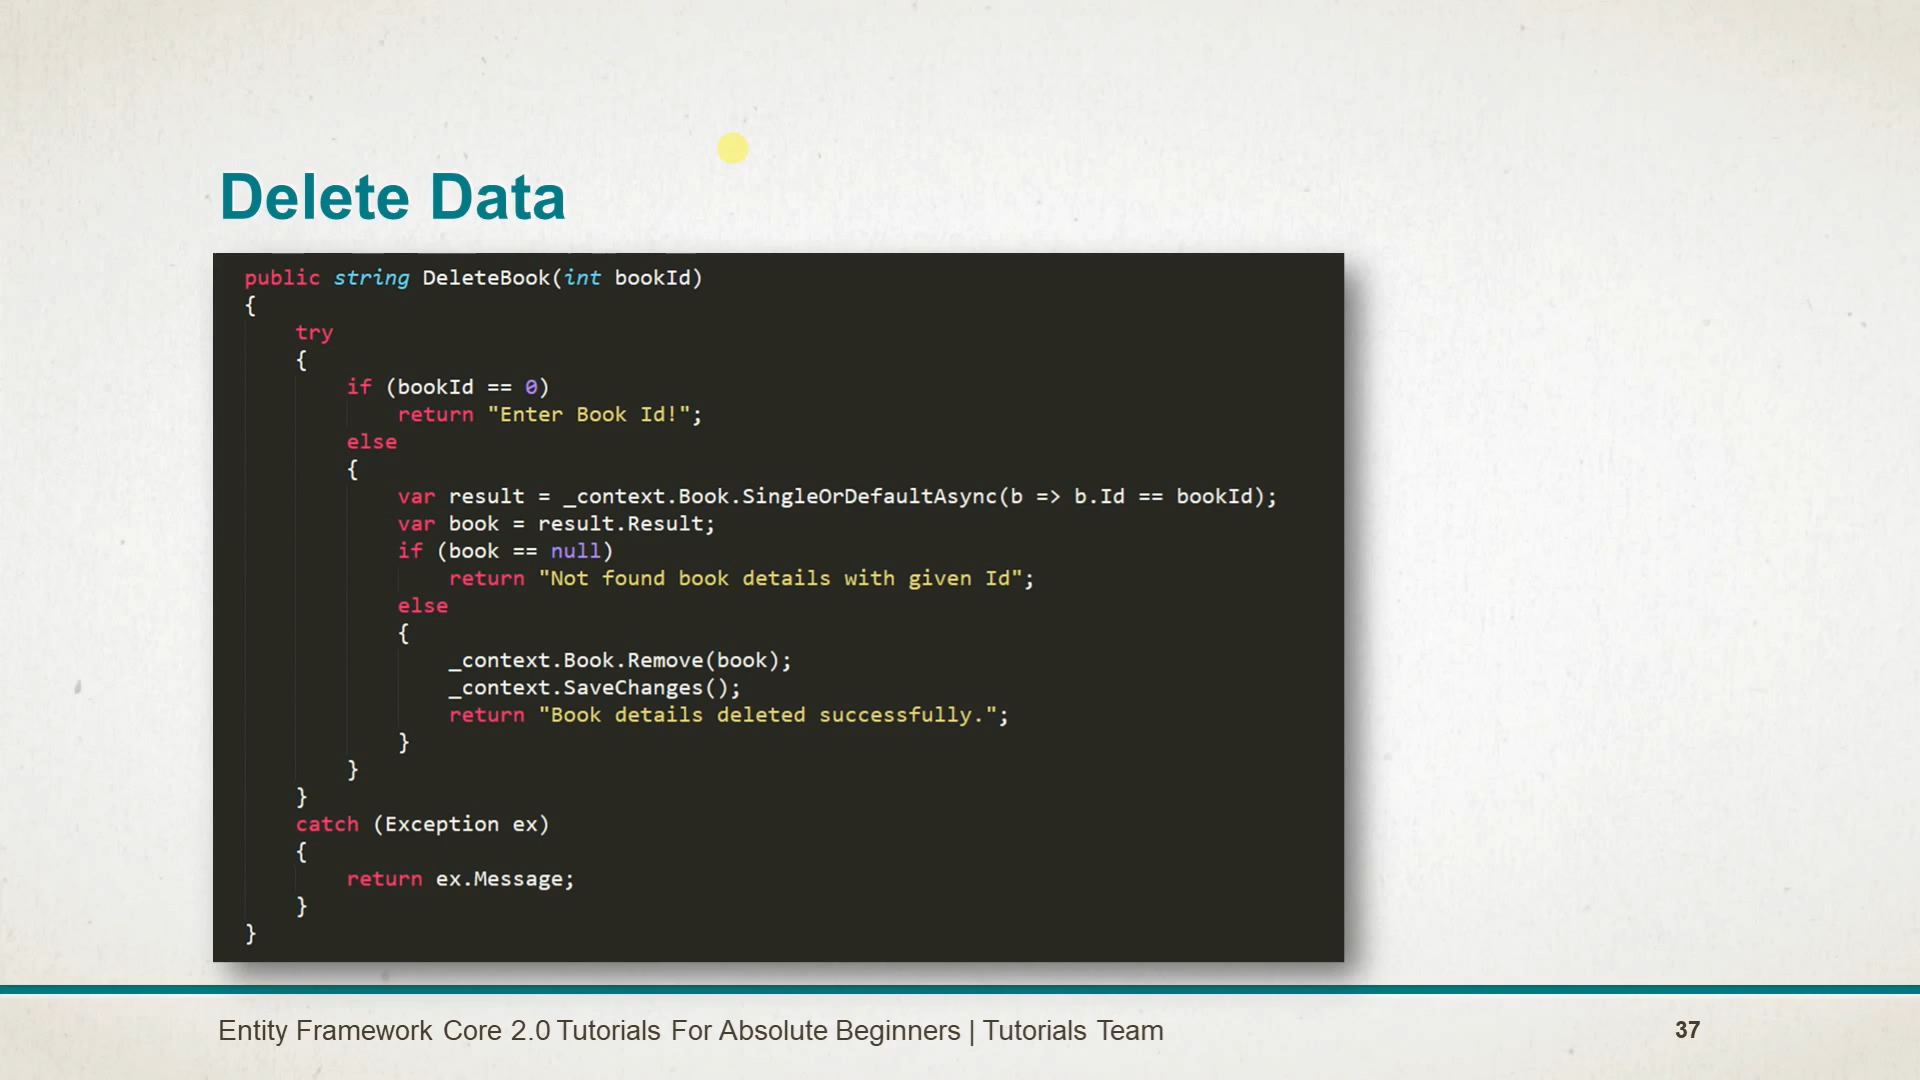 Delete Data
public string DeleteBook(int bookId)
{
    try
    {
        if (bookId == 0)
            return "Enter Book Id!";
        else
        {
            var result = _context.Book.SingleOrDefaultAsync(b => b.Id == bookId);
            var book = result.Result;
            if (book == null)
                return "Not found book details with given Id";
            else
            {
                _context.Book.Remove(book);
                _context.SaveChanges();
                return "Book details deleted successfully.";
            }
        }
    }
    catch (Exception ex)
    {
        return ex.Message;
    }
}
Entity Framework Core 2.0 Tutorials For Absolute Beginners | Tutorials Team
37